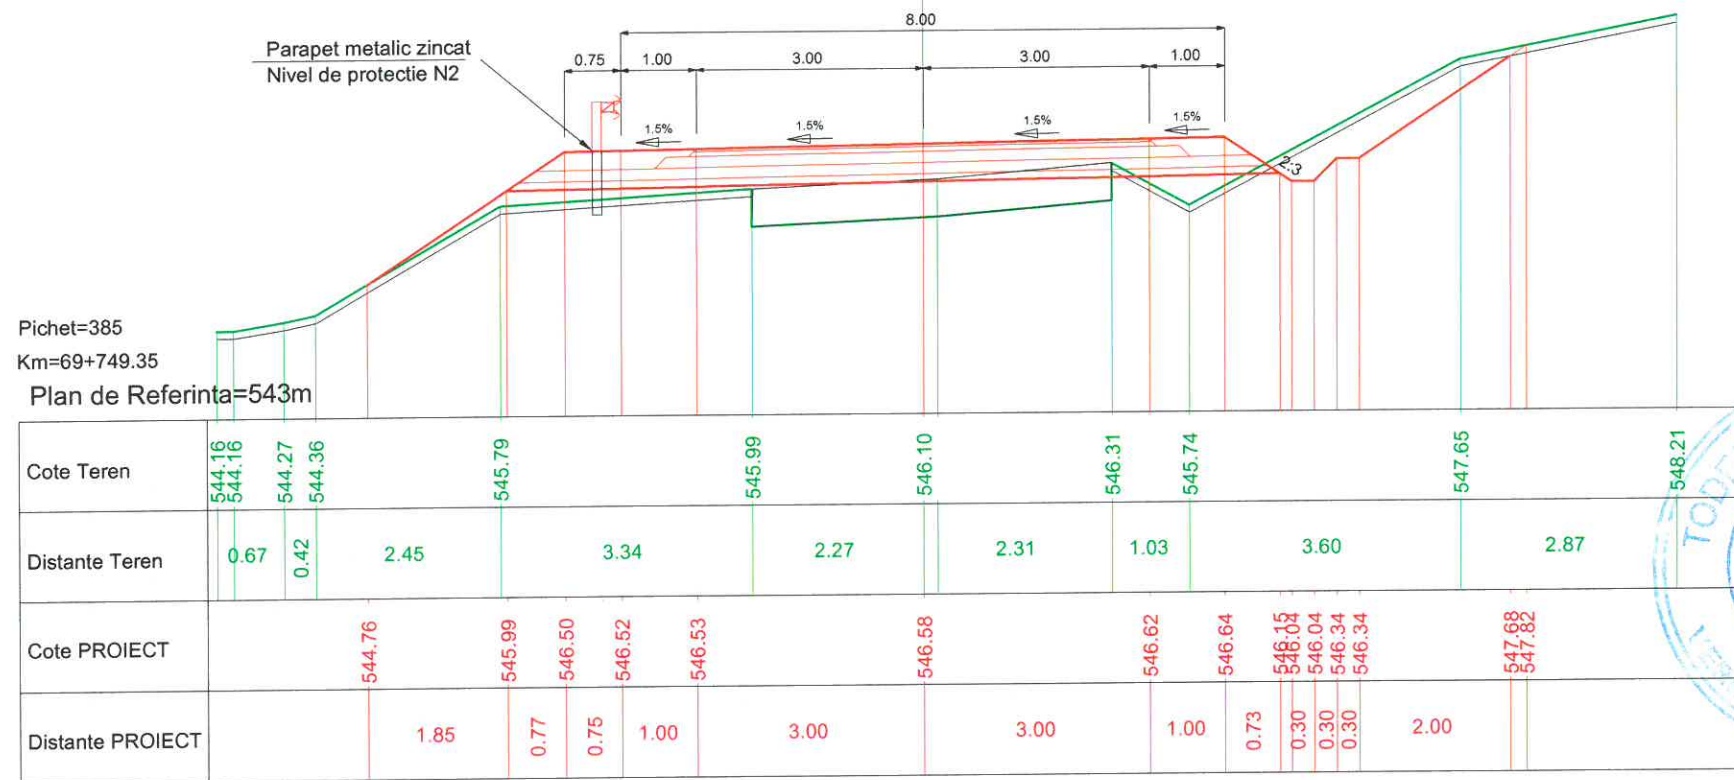 8.00
Parapet metalic zincat
Nivel de protectie N2
0.75 1.00 3.00 3.00 1.00
1.5% 1.5% 1.5% 1.5%
2:3
Pichet=385
Km=69+749.35
Plan de Referinta=543m
Cote Teren 544.16 544.16 544.27 544.36 545.79 545.99 546.10 546.31 545.74 547.65 548.21
Distante Teren 0.67 0.42 2.45 3.34 2.27 2.31 1.03 3.60 2.87
Cote PROIECT 544.76 545.99 546.50 546.52 546.53 546.58 546.62 546.64 546.15 546.04 546.04 546.34 546.34 547.68 547.82
Distante PROIECT 1.85 0.77 0.75 1.00 3.00 3.00 1.00 0.73 0.30 0.30 0.30 2.00